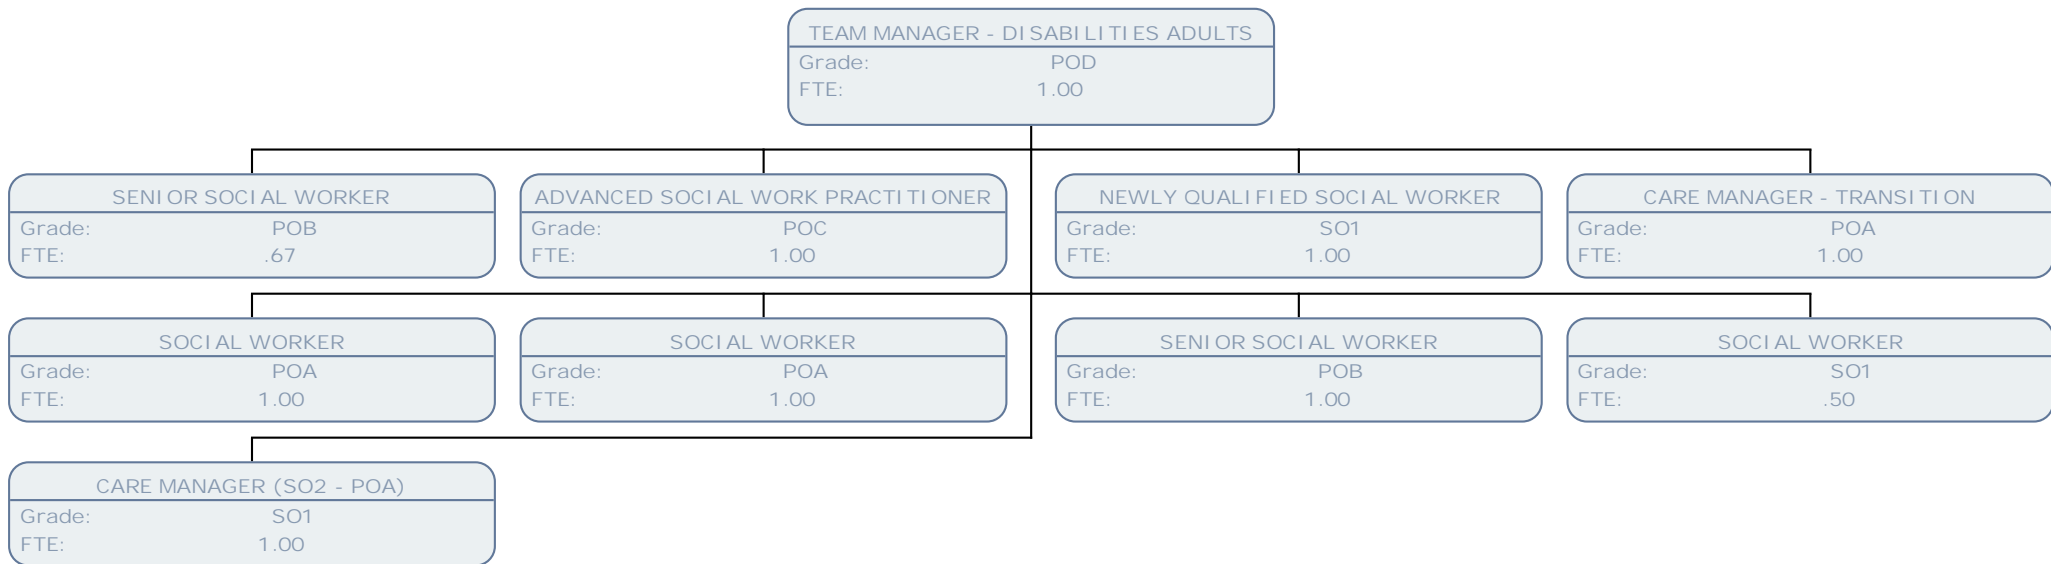 TEAM MANAGER - DISABILITIES ADULTS
Grade: POD
FTE: 1.00
SENIOR SOCIAL WORKER
Grade: POB
FTE: .67
ADVANCED SOCIAL WORK PRACTITIONER
Grade: POC
FTE: 1.00
NEWLY QUALIFIED SOCIAL WORKER
Grade: SO1
FTE: 1.00
CARE MANAGER - TRANSITION
Grade: POA
FTE: 1.00
SOCIAL WORKER
Grade: POA
FTE: 1.00
SOCIAL WORKER
Grade: POA
FTE: 1.00
SENIOR SOCIAL WORKER
Grade: POB
FTE: 1.00
SOCIAL WORKER
Grade: SO1
FTE: .50
CARE MANAGER (SO2 - POA)
Grade: SO1
FTE: 1.00